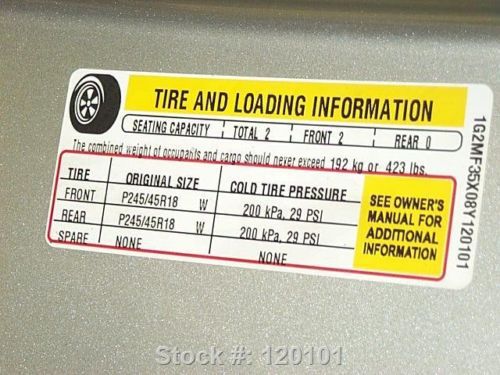 TIRE AND LOADING INFORMATION
SEATING CAPACITY TOTAL 2 FRONT 2 REAR 0
The combined weight of occupants and cargo should never exceed 192 kg or 423 lbs.
TIRE ORIGINAL SIZE COLD TIRE PRESSURE
FRONT P245/45R18 W 200 kPa, 29 PSI
REAR P245/45R18 W 200 kPa, 29 PSI
SPARE NONE NONE
SEE OWNER'S
MANUAL FOR
ADDITIONAL
INFORMATION
1G2MF35X08Y120101
Stock #: 120101